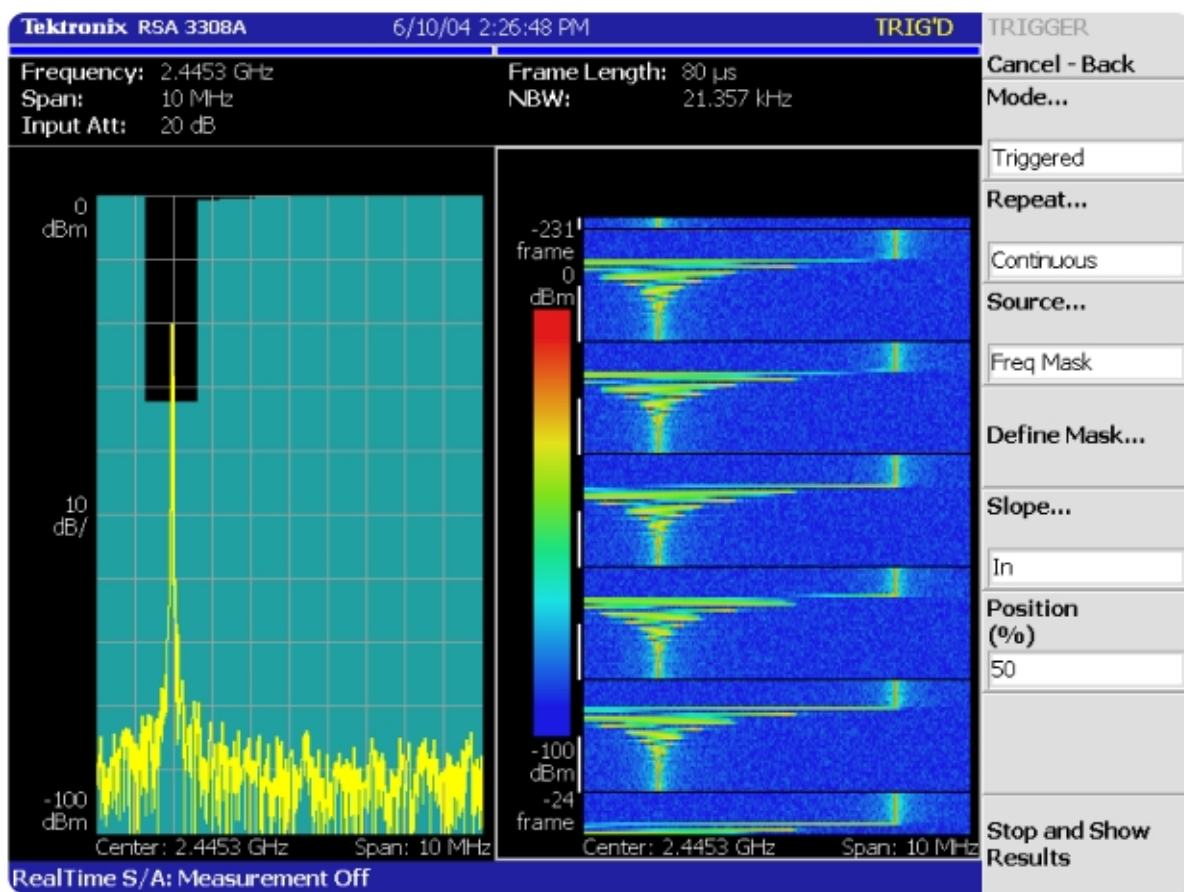 Tektronix RSA 3308A 6/10/04 2:26:48 PM TRIG'D
Frequency: 2.4453 GHz
Span: 10 MHz
Input Att: 20 dB
Frame Length: 80 µs
NBW: 21.357 kHz
0
dBm
10
dB/
-100
dBm
Center: 2.4453 GHz Span: 10 MHz
-231
frame
0
dBm
-100
dBm
-24
frame
Center: 2.4453 GHz Span: 10 MHz
RealTime S/A: Measurement Off
TRIGGER
Cancel - Back
Mode...
Triggered
Repeat...
Continuous
Source...
Freq Mask
Define Mask...
Slope...
In
Position
(%)
50
Stop and Show
Results